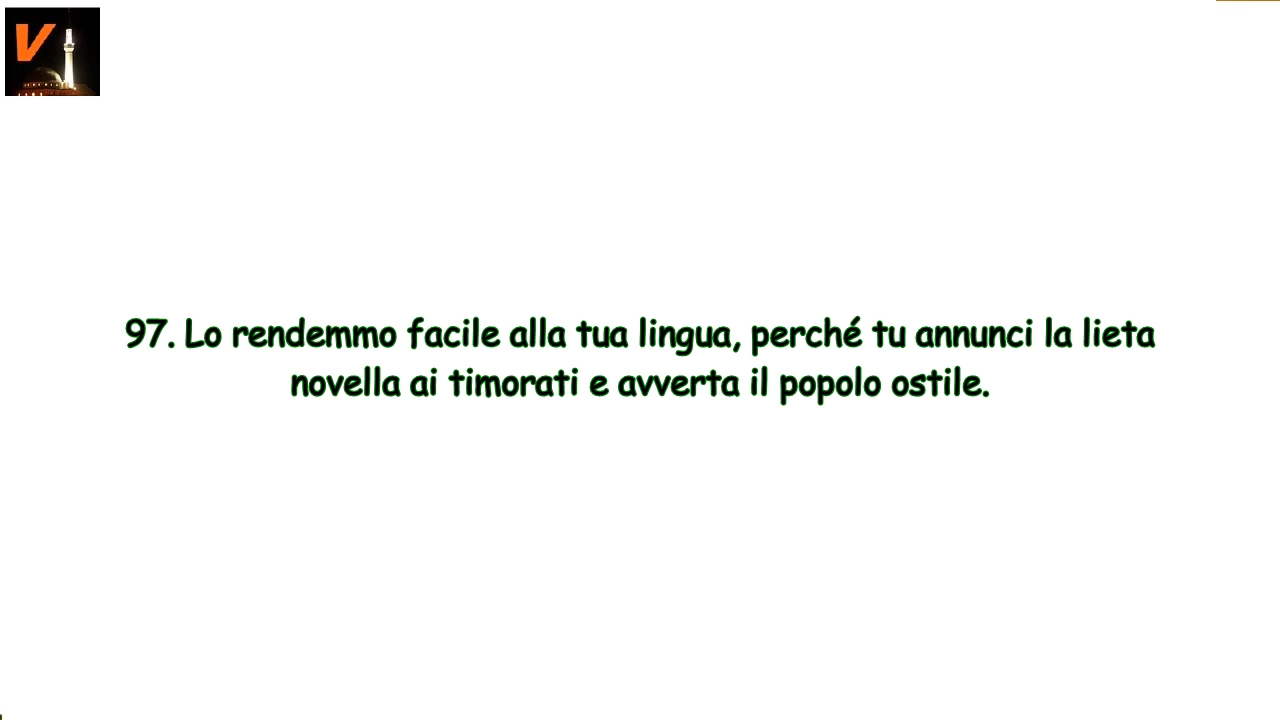 V
97. Lo rendemmo facile alla tua lingua, perché tu annunci la lieta
novella ai timorati e avverta il popolo ostile.